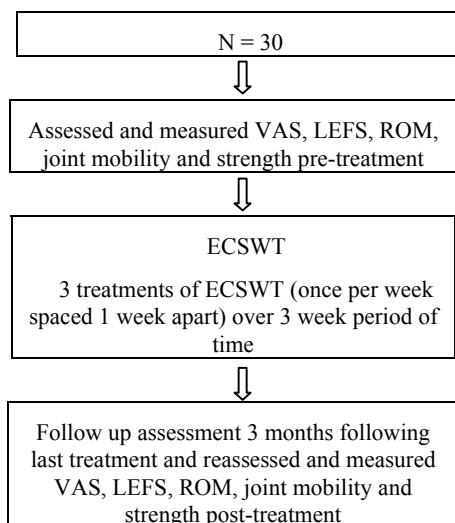 N = 30
Assessed and measured VAS, LEFS, ROM,
joint mobility and strength pre-treatment
ECSWT
3 treatments of ECSWT (once per week
spaced 1 week apart) over 3 week period of
time
Follow up assessment 3 months following
last treatment and reassessed and measured
VAS, LEFS, ROM, joint mobility and
strength post-treatment